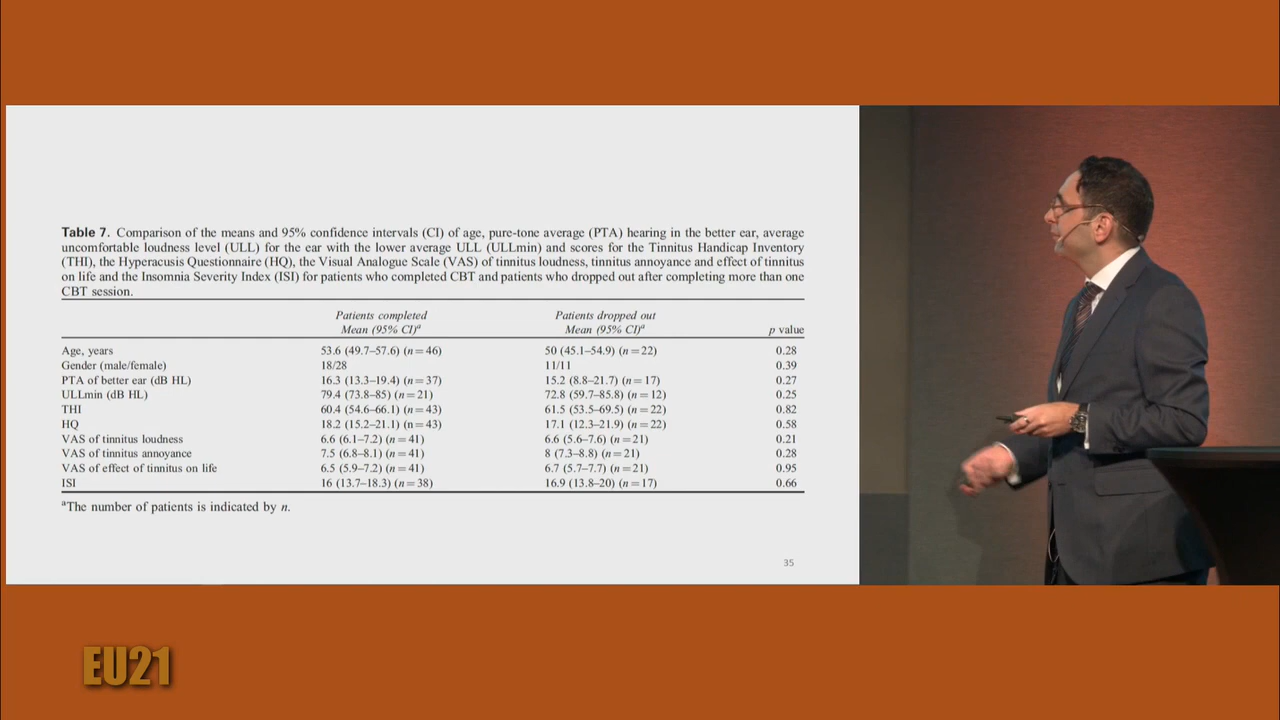 Table 7. Comparison of the means and 95% confidence intervals (CI) of age, pure-tone average (PTA) hearing in the better ear, average
uncomfortable loudness level (ULL) for the ear with the lower average ULL (ULLmin) and scores for the Tinnitus Handicap Inventory
(THI), the Hyperacusis Questionnaire (HQ), the Visual Analogue Scale (VAS) of tinnitus loudness, tinnitus annoyance and effect of tinnitus
on life and the Insomnia Severity Index (ISI) for patients who completed CBT and patients who dropped out after completing more than one
CBT session.
Patients completed Patients dropped out
Mean (95% CI)a Mean (95% CI)a p value
Age, years 53.6 (49.7–57.6) (n=46) 50 (45.1–54.9) (n=22) 0.28
Gender (male/female) 18/28 11/11 0.39
PTA of better ear (dB HL) 16.3 (13.3–19.4) (n=37) 15.2 (8.8–21.7) (n=17) 0.27
ULLmin (dB HL) 79.4 (73.8–85) (n=21) 72.8 (59.7–85.8) (n=12) 0.25
THI 60.4 (54.6–66.1) (n=43) 61.5 (53.5–69.5) (n=22) 0.82
HQ 18.2 (15.2–21.1) (n=43) 17.1 (12.3–21.9) (n=22) 0.58
VAS of tinnitus loudness 6.6 (6.1–7.2) (n=41) 6.6 (5.6–7.6) (n=21) 0.21
VAS of tinnitus annoyance 7.5 (6.8–8.1) (n=41) 8 (7.3–8.8) (n=21) 0.28
VAS of effect of tinnitus on life 6.5 (5.9–7.2) (n=41) 6.7 (5.7–7.7) (n=21) 0.95
ISI 16 (13.7–18.3) (n=38) 16.9 (13.8–20) (n=17) 0.66
aThe number of patients is indicated by n.
35
EU21